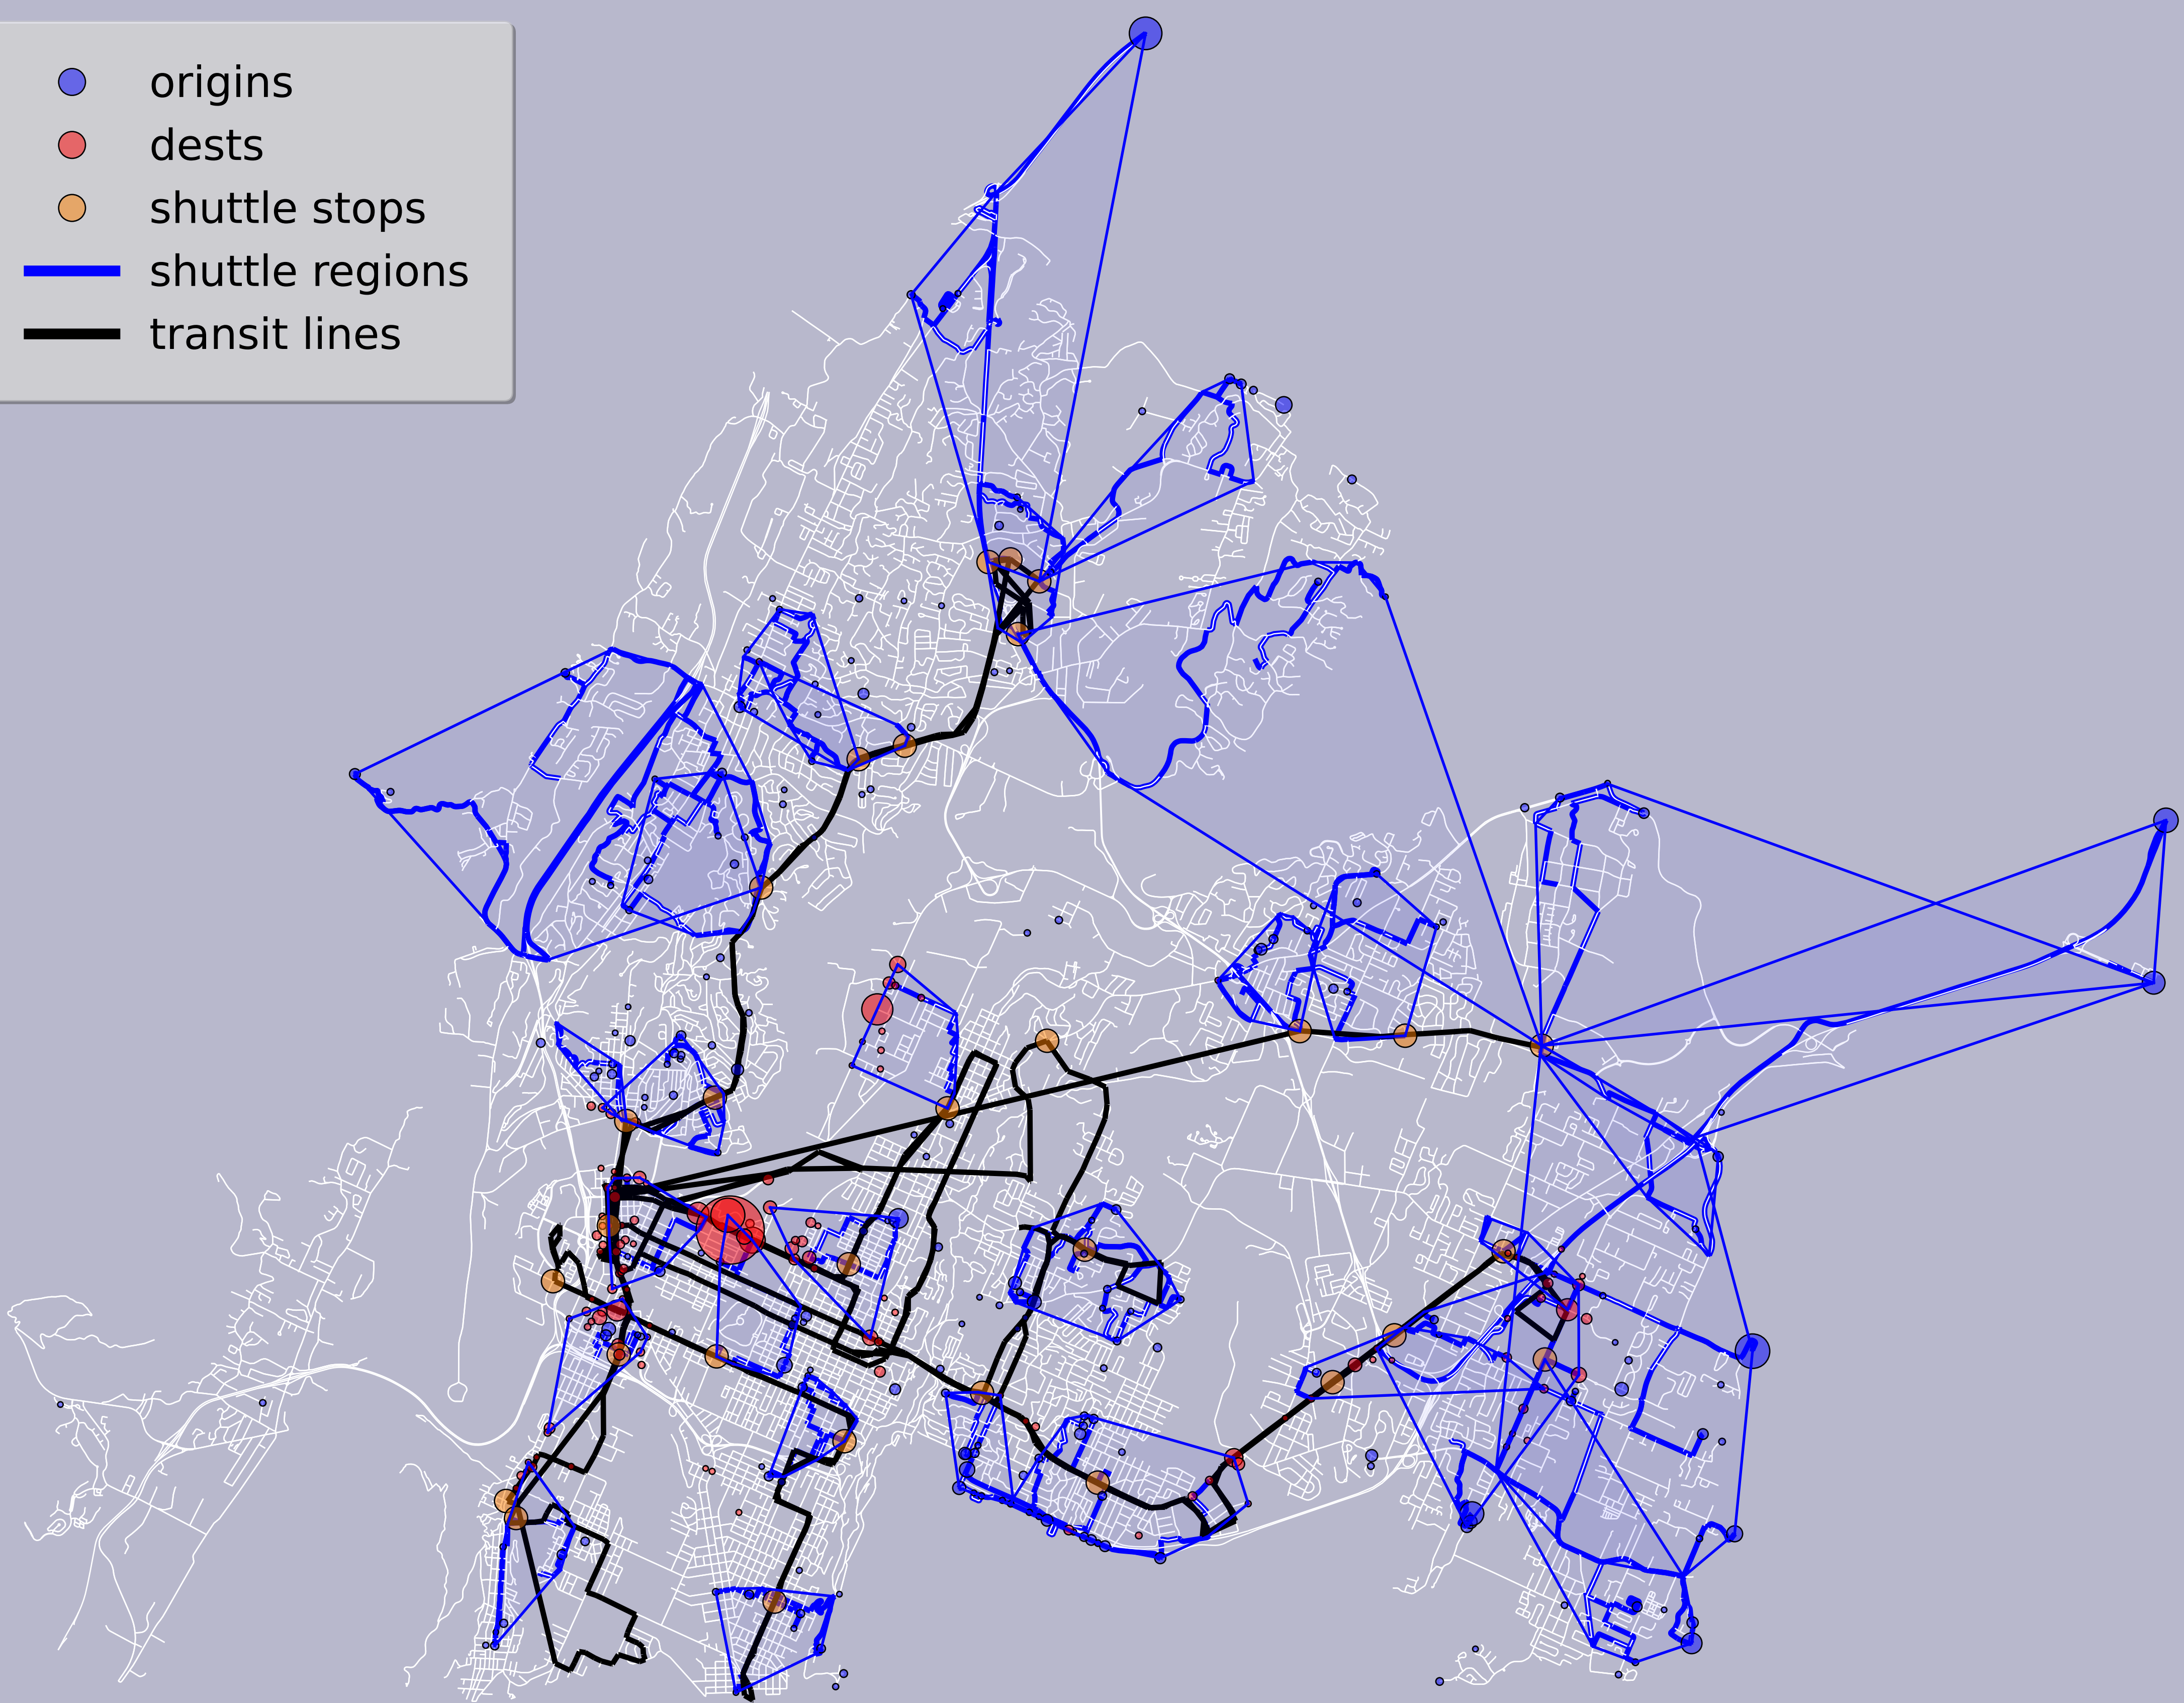 origins
dests
shuttle stops
shuttle regions
transit lines